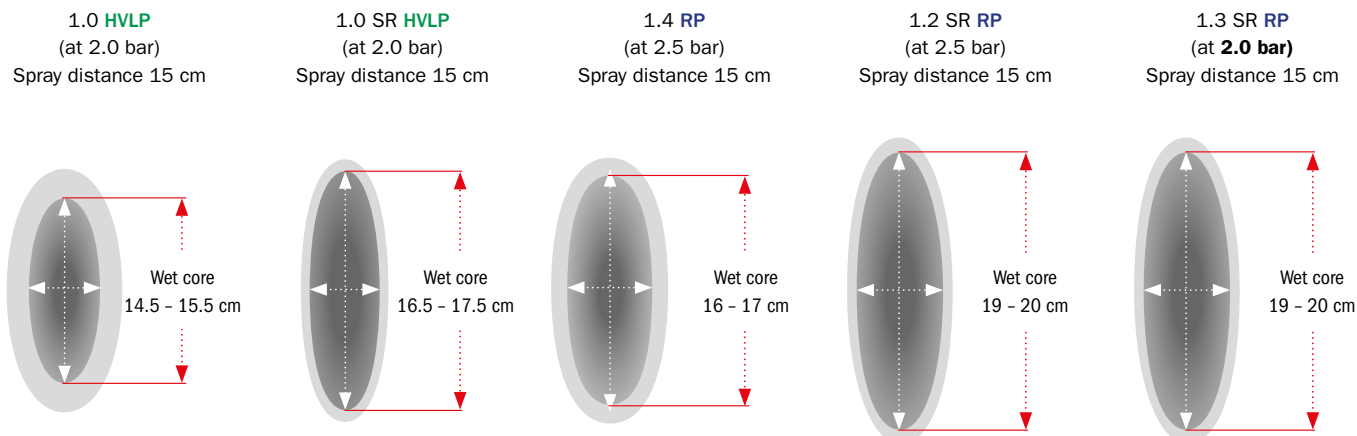 1.0 HVLP
(at 2.0 bar)
Spray distance 15 cm
1.0 SR HVLP
(at 2.0 bar)
Spray distance 15 cm
1.4 RP
(at 2.5 bar)
Spray distance 15 cm
1.2 SR RP
(at 2.5 bar)
Spray distance 15 cm
1.3 SR RP
(at 2.0 bar)
Spray distance 15 cm
Wet core
14.5 – 15.5 cm
Wet core
16.5 – 17.5 cm
Wet core
16 – 17 cm
Wet core
19 – 20 cm
Wet core
19 – 20 cm